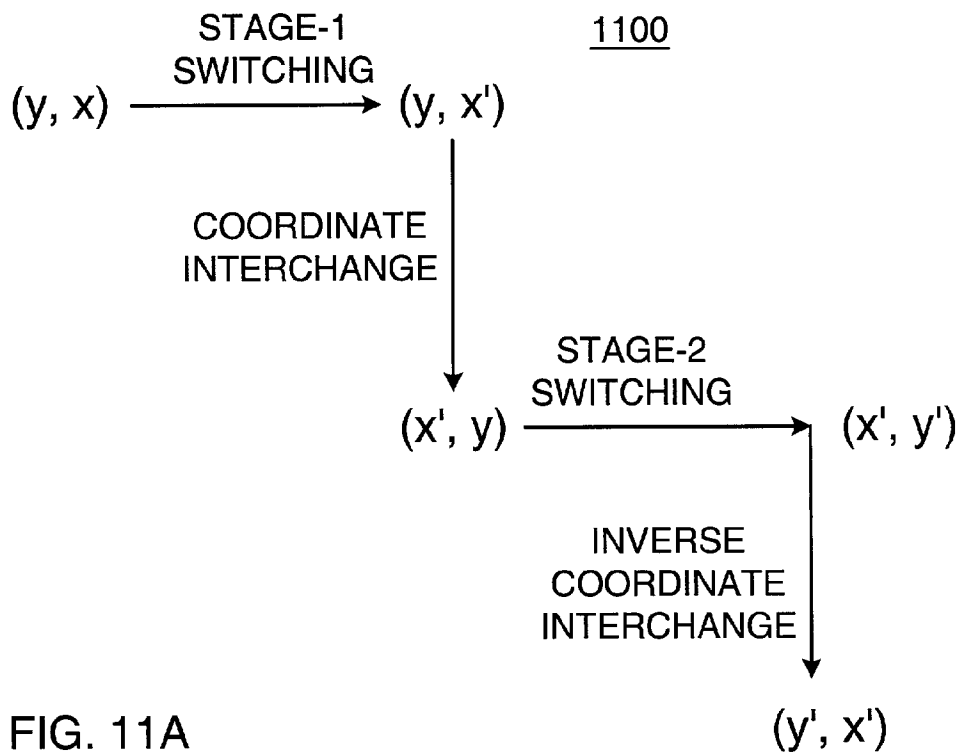 STAGE-1
SWITCHING
1100
(y, x)
(y, x')
COORDINATE
INTERCHANGE
STAGE-2
SWITCHING
(x', y)
(x', y')
INVERSE
COORDINATE
INTERCHANGE
(y', x')
FIG. 11A